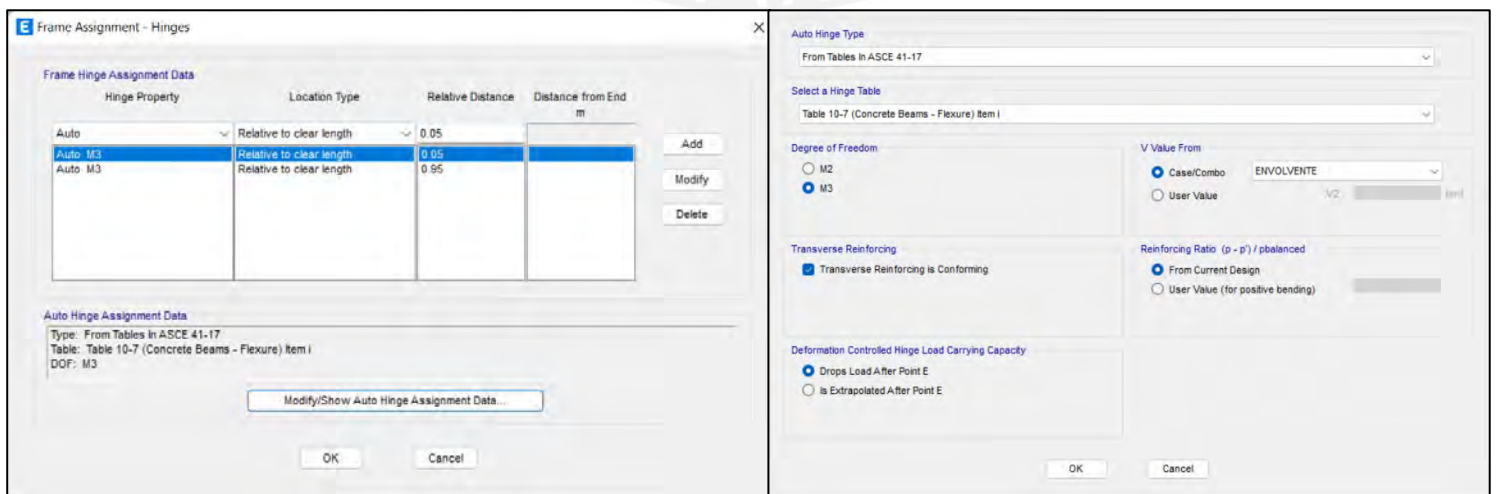 E Frame Assignment - Hinges
Frame Hinge Assignment Data
Hinge Property Location Type Relative Distance Distance from End
m
Auto Relative to clear length 0.05
Auto M3 Relative to clear length 0.05
Auto M3 Relative to clear length 0.95
Add
Modify
Delete
Auto Hinge Assignment Data
Type: From Tables In ASCE 41-17
Table: Table 10-7 (Concrete Beams - Flexure) Item i
DOF: M3
Modify/Show Auto Hinge Assignment Data...
OK Cancel
Auto Hinge Type
From Tables In ASCE 41-17
Select a Hinge Table
Table 10-7 (Concrete Beams - Flexure) Item i
Degree of Freedom
M2
M3
V Value From
Case/Combo ENVOLVENTE
User Value V2
Transverse Reinforcing
Transverse Reinforcing is Conforming
Reinforcing Ratio (p - p') / pbalanced
From Current Design
User Value (for positive bending)
Deformation Controlled Hinge Load Carrying Capacity
Drops Load After Point E
Is Extrapolated After Point E
OK Cancel